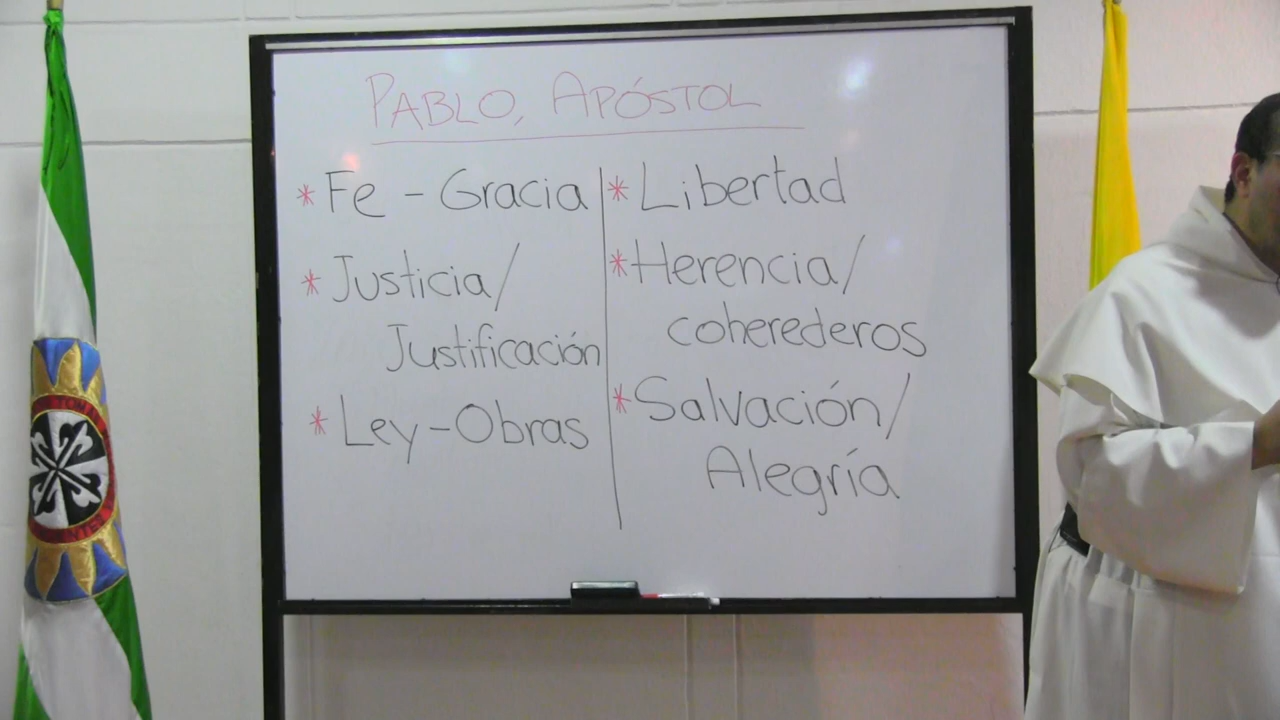 PABLO, APÓSTOL
* Fe - Gracia
* Justicia/
Justificación
* Ley - Obras
* Libertad
* Herencia/
coherederos
* Salvación/
Alegría